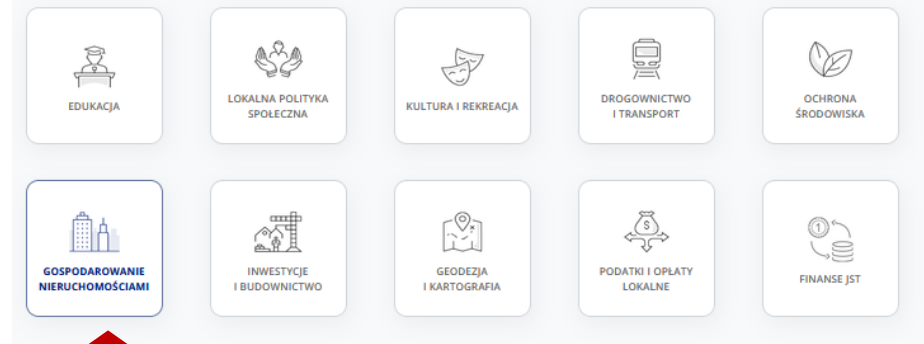 EDUKACJA
LOKALNA POLITYKA
SPOŁECZNA
KULTURA I REKREACJA
DROGOWNICTWO
I TRANSPORT
OCHRONA
ŚRODOWISKA
GOSPODAROWANIE
NIERUCHOMOŚCIAMI
INWESTYCJE
I BUDOWNICTWO
GEODEZJA
I KARTOGRAFIA
$
PODATKI I OPŁATY
LOKALNE
1
FINANSE JST